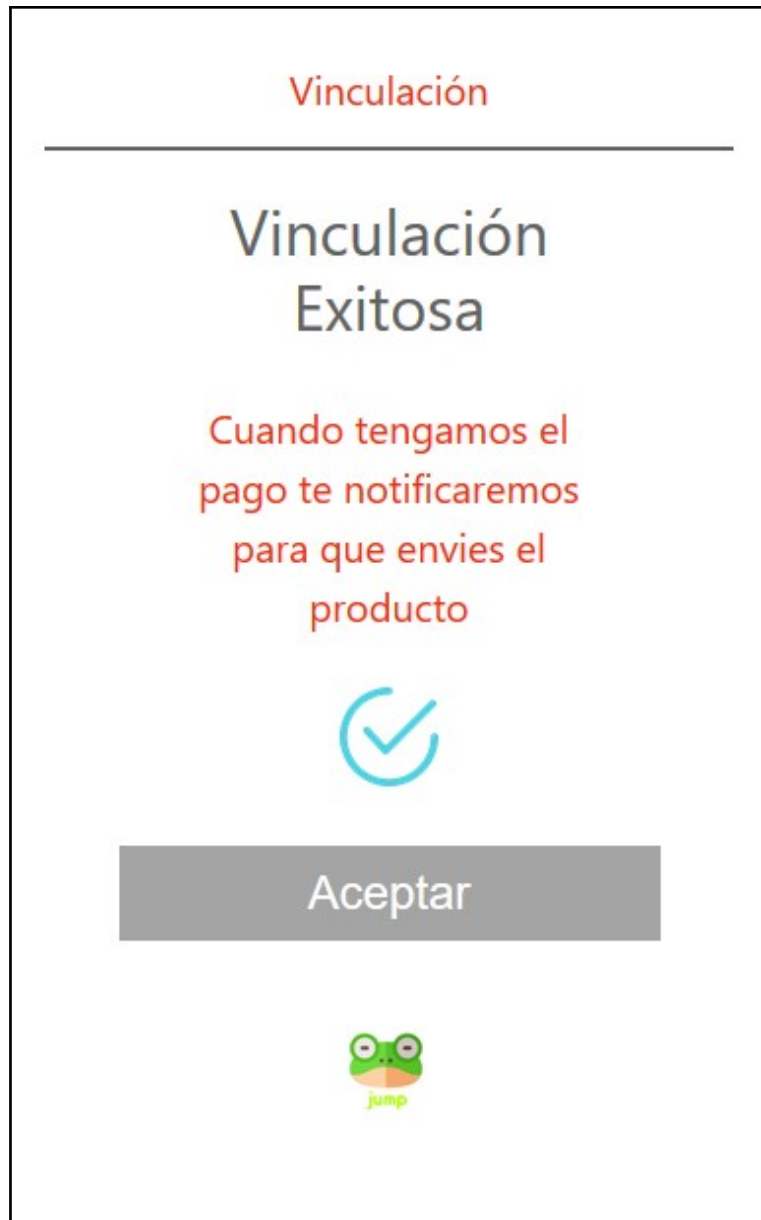 Vinculación
Vinculación
Exitosa
Cuando tengamos el
pago te notificaremos
para que envies el
producto
Aceptar
jump